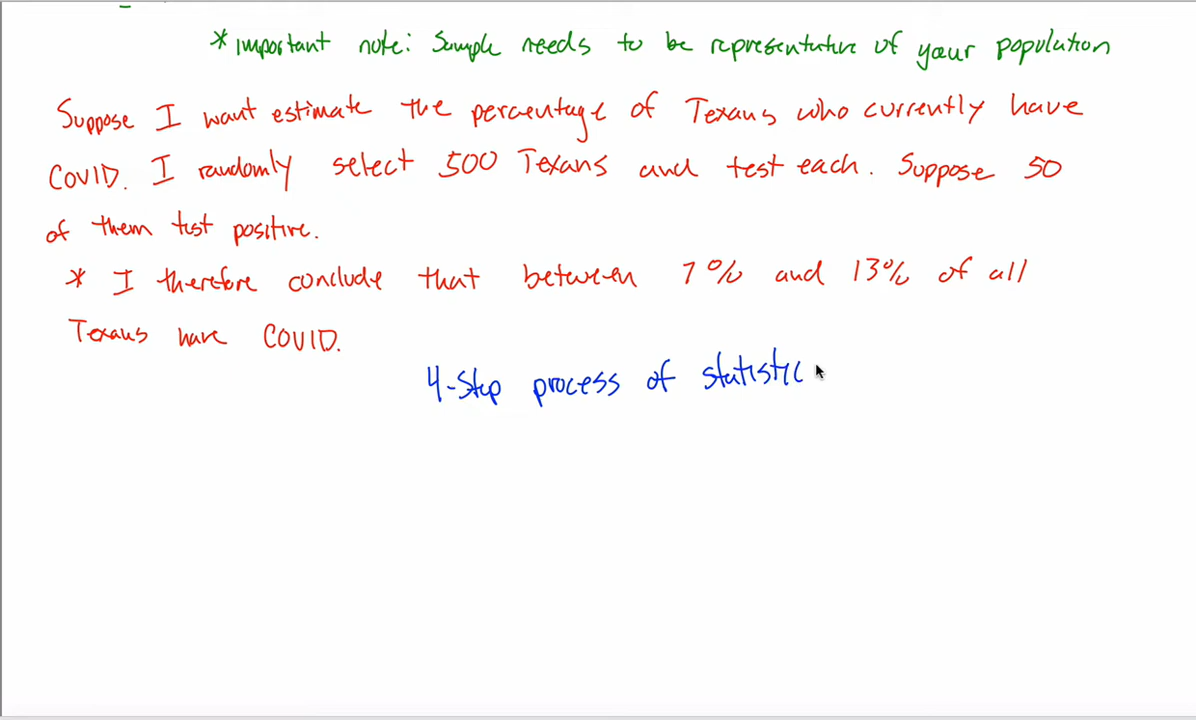 * important note: Sample needs to be representative of your population
Suppose I want estimate the percentage of Texans who currently have
COVID. I randomly select 500 Texans and test each. Suppose 50
of them test positive.
* I therefore conclude that between 7% and 13% of all
Texans have COVID.
4-Step process of statistic